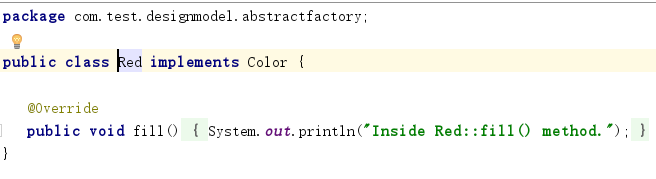 package com.test.designmodel.abstractfactory;
public class Red implements Color {
@Override
public void fill() { System.out.println("Inside Red::fill() method."); }
}